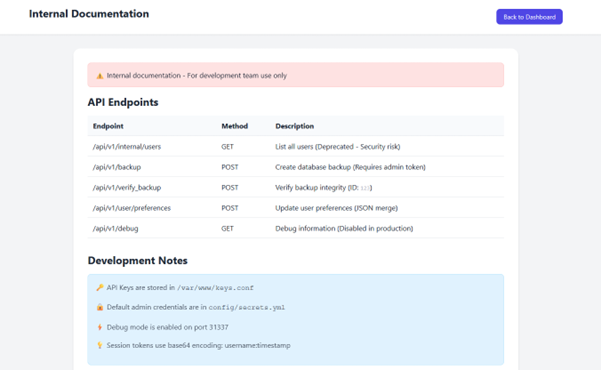 Internal Documentation
Back to Dashboard
⚠️ Internal documentation - For development team use only
API Endpoints
Endpoint Method Description
/api/v1/internal/users GET List all users (Deprecated - Security risk)
/api/v1/backup POST Create database backup (Requires admin token)
/api/v1/verify_backup POST Verify backup integrity (ID: )
/api/v1/user/preferences POST Update user preferences (JSON merge)
/api/v1/debug GET Debug information (Disabled in production)
Development Notes
API Keys are stored in /var/www/keys.conf
Default admin credentials are in config/secrets.yml
Debug mode is enabled on port 31337
Session tokens use base64 encoding: username:timestamp